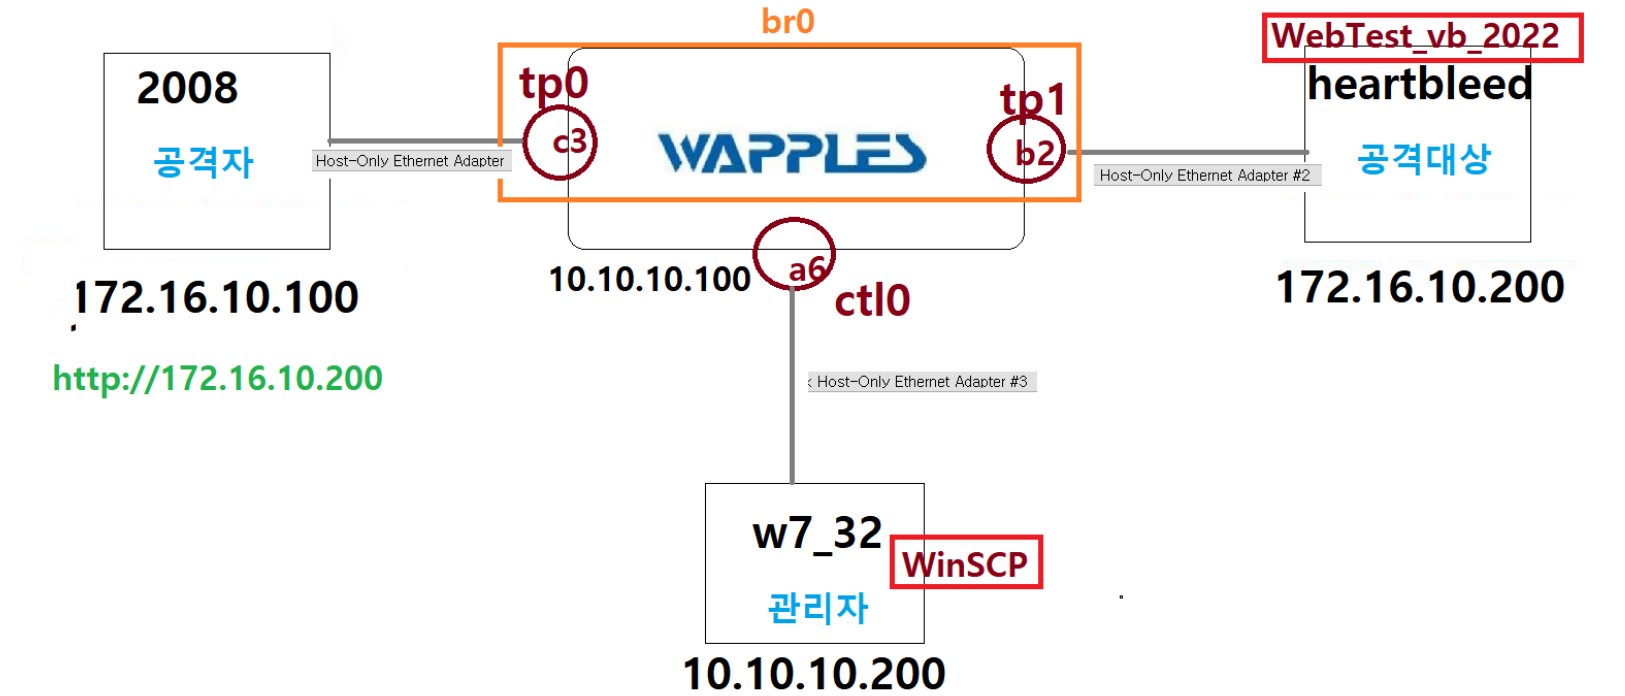 br0
WebTest_vb_2022
2008
tp0
tp1
heartbleed
c3
WAPPLES
b2
공격자
Host-Only Ethernet Adapter
공격대상
Host-Only Ethernet Adapter #2
a6
10.10.10.100
ctl0
172.16.10.100
172.16.10.200
http://172.16.10.200
Host-Only Ethernet Adapter #3
w7_32
WinSCP
관리자
10.10.10.200